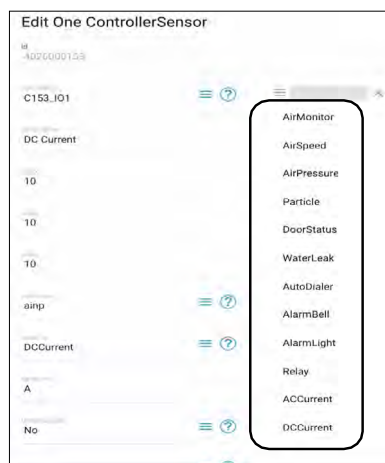 Edit One ControllerSensor
Id
C153_IO1
DC Current
10
10
10
ainp
DCCurrent
A
No
AirMonitor
AirSpeed
AirPressure
Particle
DoorStatus
WaterLeak
AutoDialer
AlarmBell
AlarmLight
Relay
ACCurrent
DCCurrent